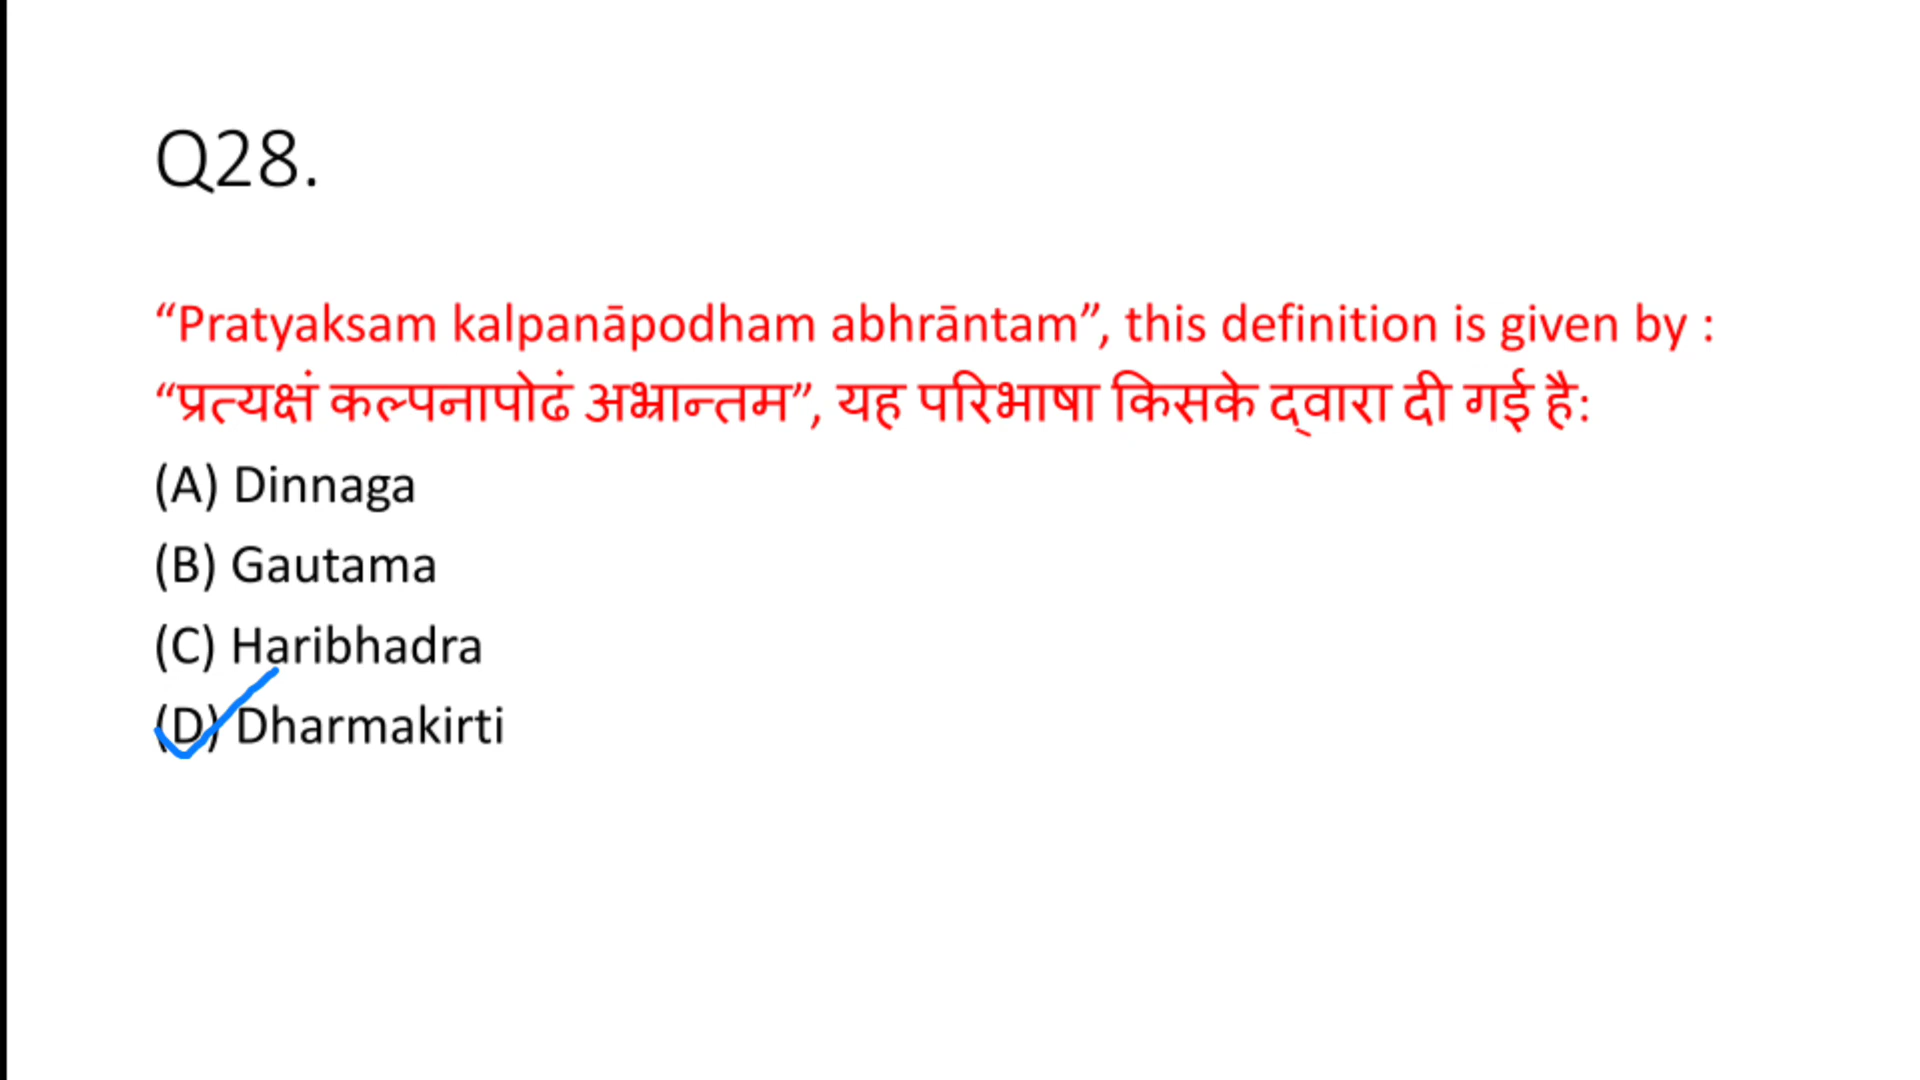 Q28.
“Pratyaksam kalpanāpodham abhrāntam”, this definition is given by :
“प्रत्यक्षं कल्पनापोढं अभ्रान्तम”, यह परिभाषा किसके द्वारा दी गई है:
(A) Dinnaga
(B) Gautama
(C) Haribhadra
(D) Dharmakirti